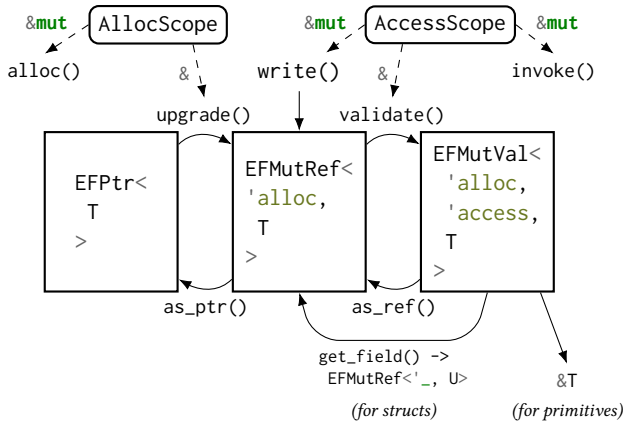 &mut AllocScope &mut AccessScope &mut
alloc() & write() & invoke()
upgrade() validate()
EFPtr<
T
>
EFMutRef<
'alloc,
T
>
EFMutVal<
'alloc,
'access,
T
>
as_ptr() as_ref()
get_field() ->
EFMutRef<'_, U>
&T
(for structs) (for primitives)